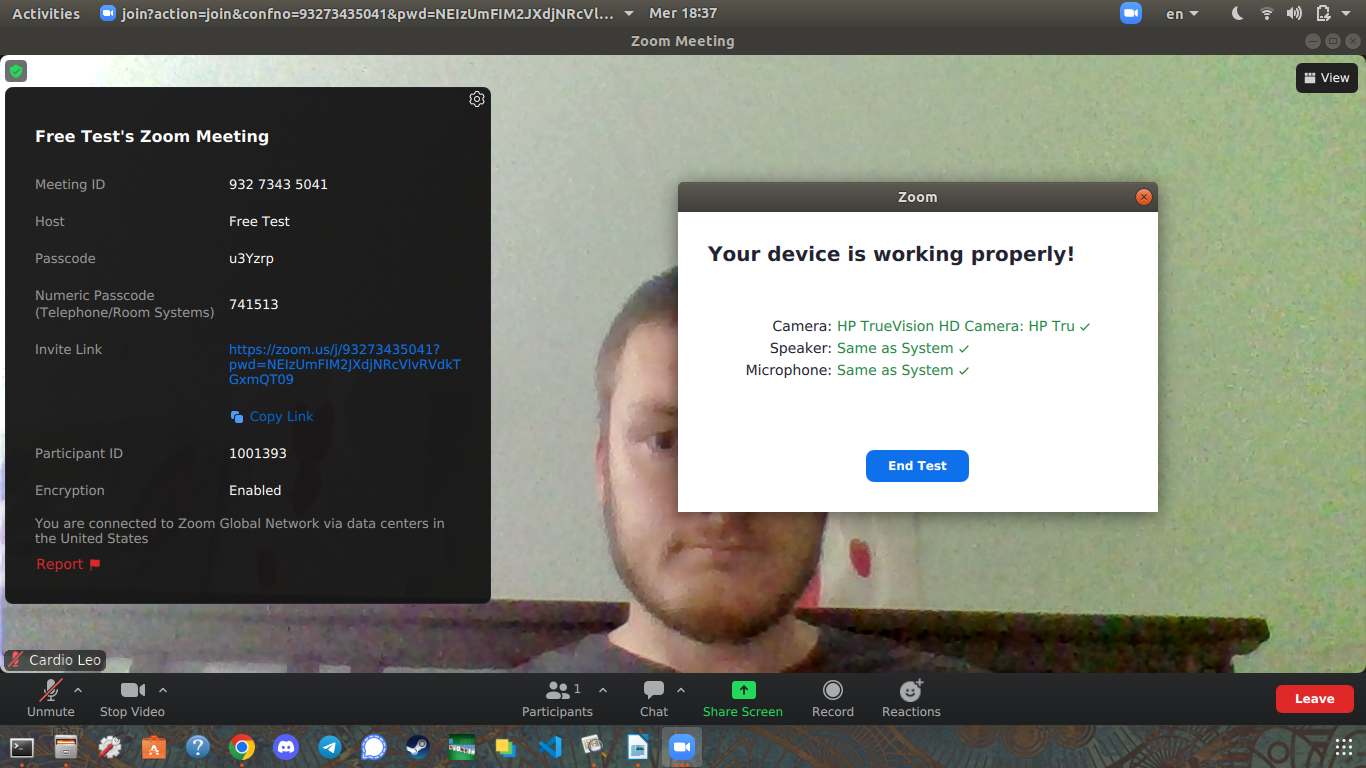 Activities
join?action=join&confno=93273435041&pwd=NEIzUmFIM2JXdjNRcVl...
Mer 18:37
en
Zoom Meeting
View
Free Test's Zoom Meeting
Meeting ID 932 7343 5041
Host Free Test
Passcode u3Yzrp
Numeric Passcode
(Telephone/Room Systems) 741513
Invite Link https://zoom.us/j/93273435041?
pwd=NEIzUmFIM2JXdjNRcVlvRVdkT
GxmQT09
Copy Link
Participant ID 1001393
Encryption Enabled
You are connected to Zoom Global Network via data centers in
the United States
Report
Zoom
Your device is working properly!
Camera: HP TrueVision HD Camera: HP Tru
Speaker: Same as System
Microphone: Same as System
End Test
Cardio Leo
Unmute
Stop Video
1
Participants
Chat
Share Screen
Record
Reactions
Leave